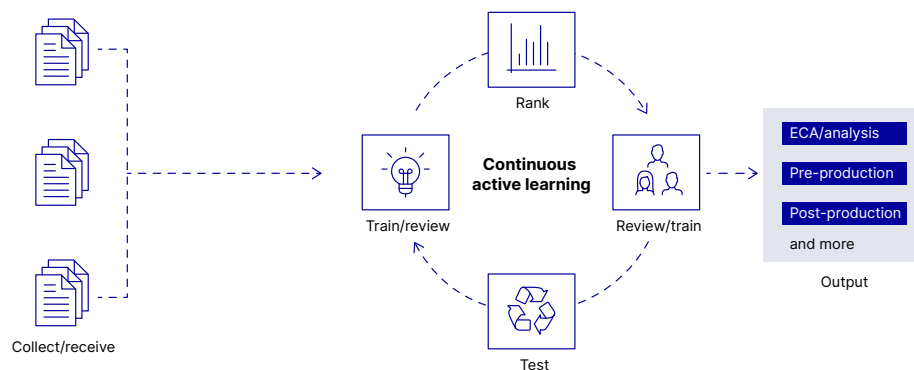 Collect/receive
Rank
Train/review
Continuous
active learning
Review/train
Test
ECA/analysis
Pre-production
Post-production
and more
Output